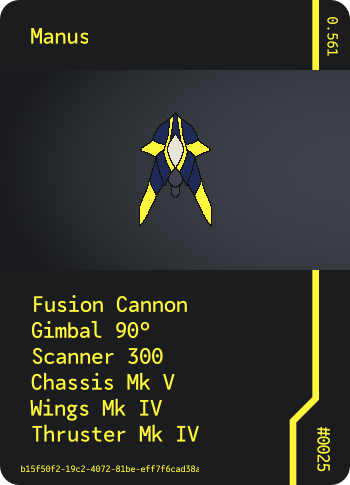 Manus
0.561
Fusion Cannon
Gimbal 90°
Scanner 300
Chassis Mk V
Wings Mk IV
Thruster Mk IV
#0025
b15f50f2-19c2-4072-81be-eff7f6cad38a